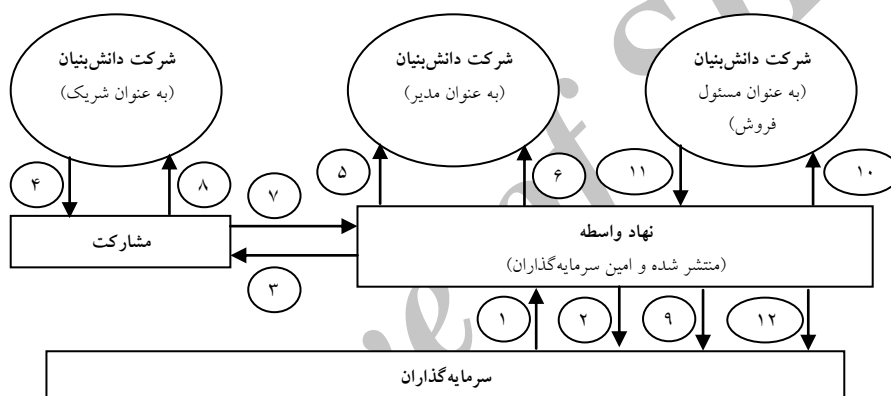 شرکت دانش‌بنیان
(به عنوان مسئول
فروش)
شرکت دانش‌بنیان
(به عنوان مدیر)
شرکت دانش‌بنیان
(به عنوان شریک)
۱۰
۱۱
۶
۵
۸
۴
۷
۳
نهاد واسطه
(منتشر شده و امین سرمایه‌گذاران)
مشارکت
۱۲
۹
۲
۱
سرمایه‌گذاران